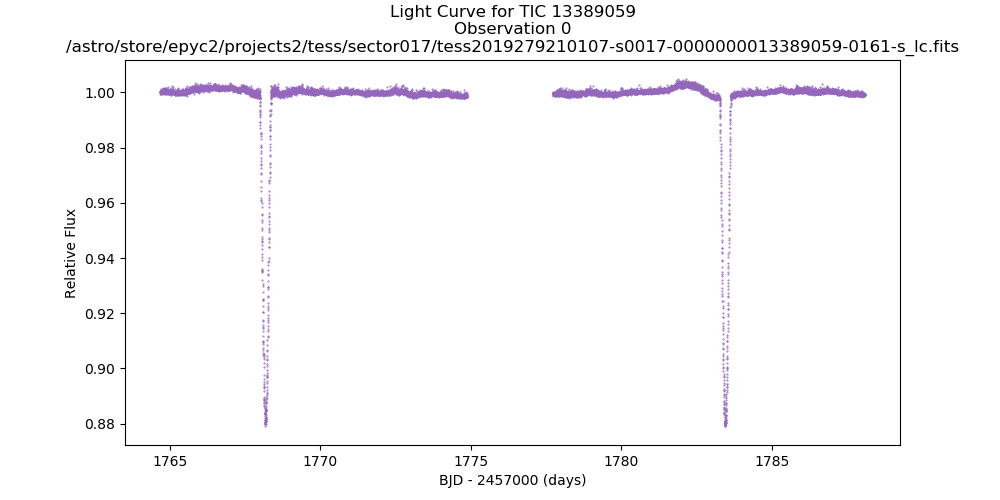 Light Curve for TIC 13389059
Observation 0
/astro/store/epyc2/projects2/tess/sector017/tess2019279210107-s0017-0000000013389059-0161-s_lc.fits
1.00
0.98
0.96
0.94
0.92
0.90
0.88
Relative Flux
1765
1770
1775
1780
1785
BJD - 2457000 (days)